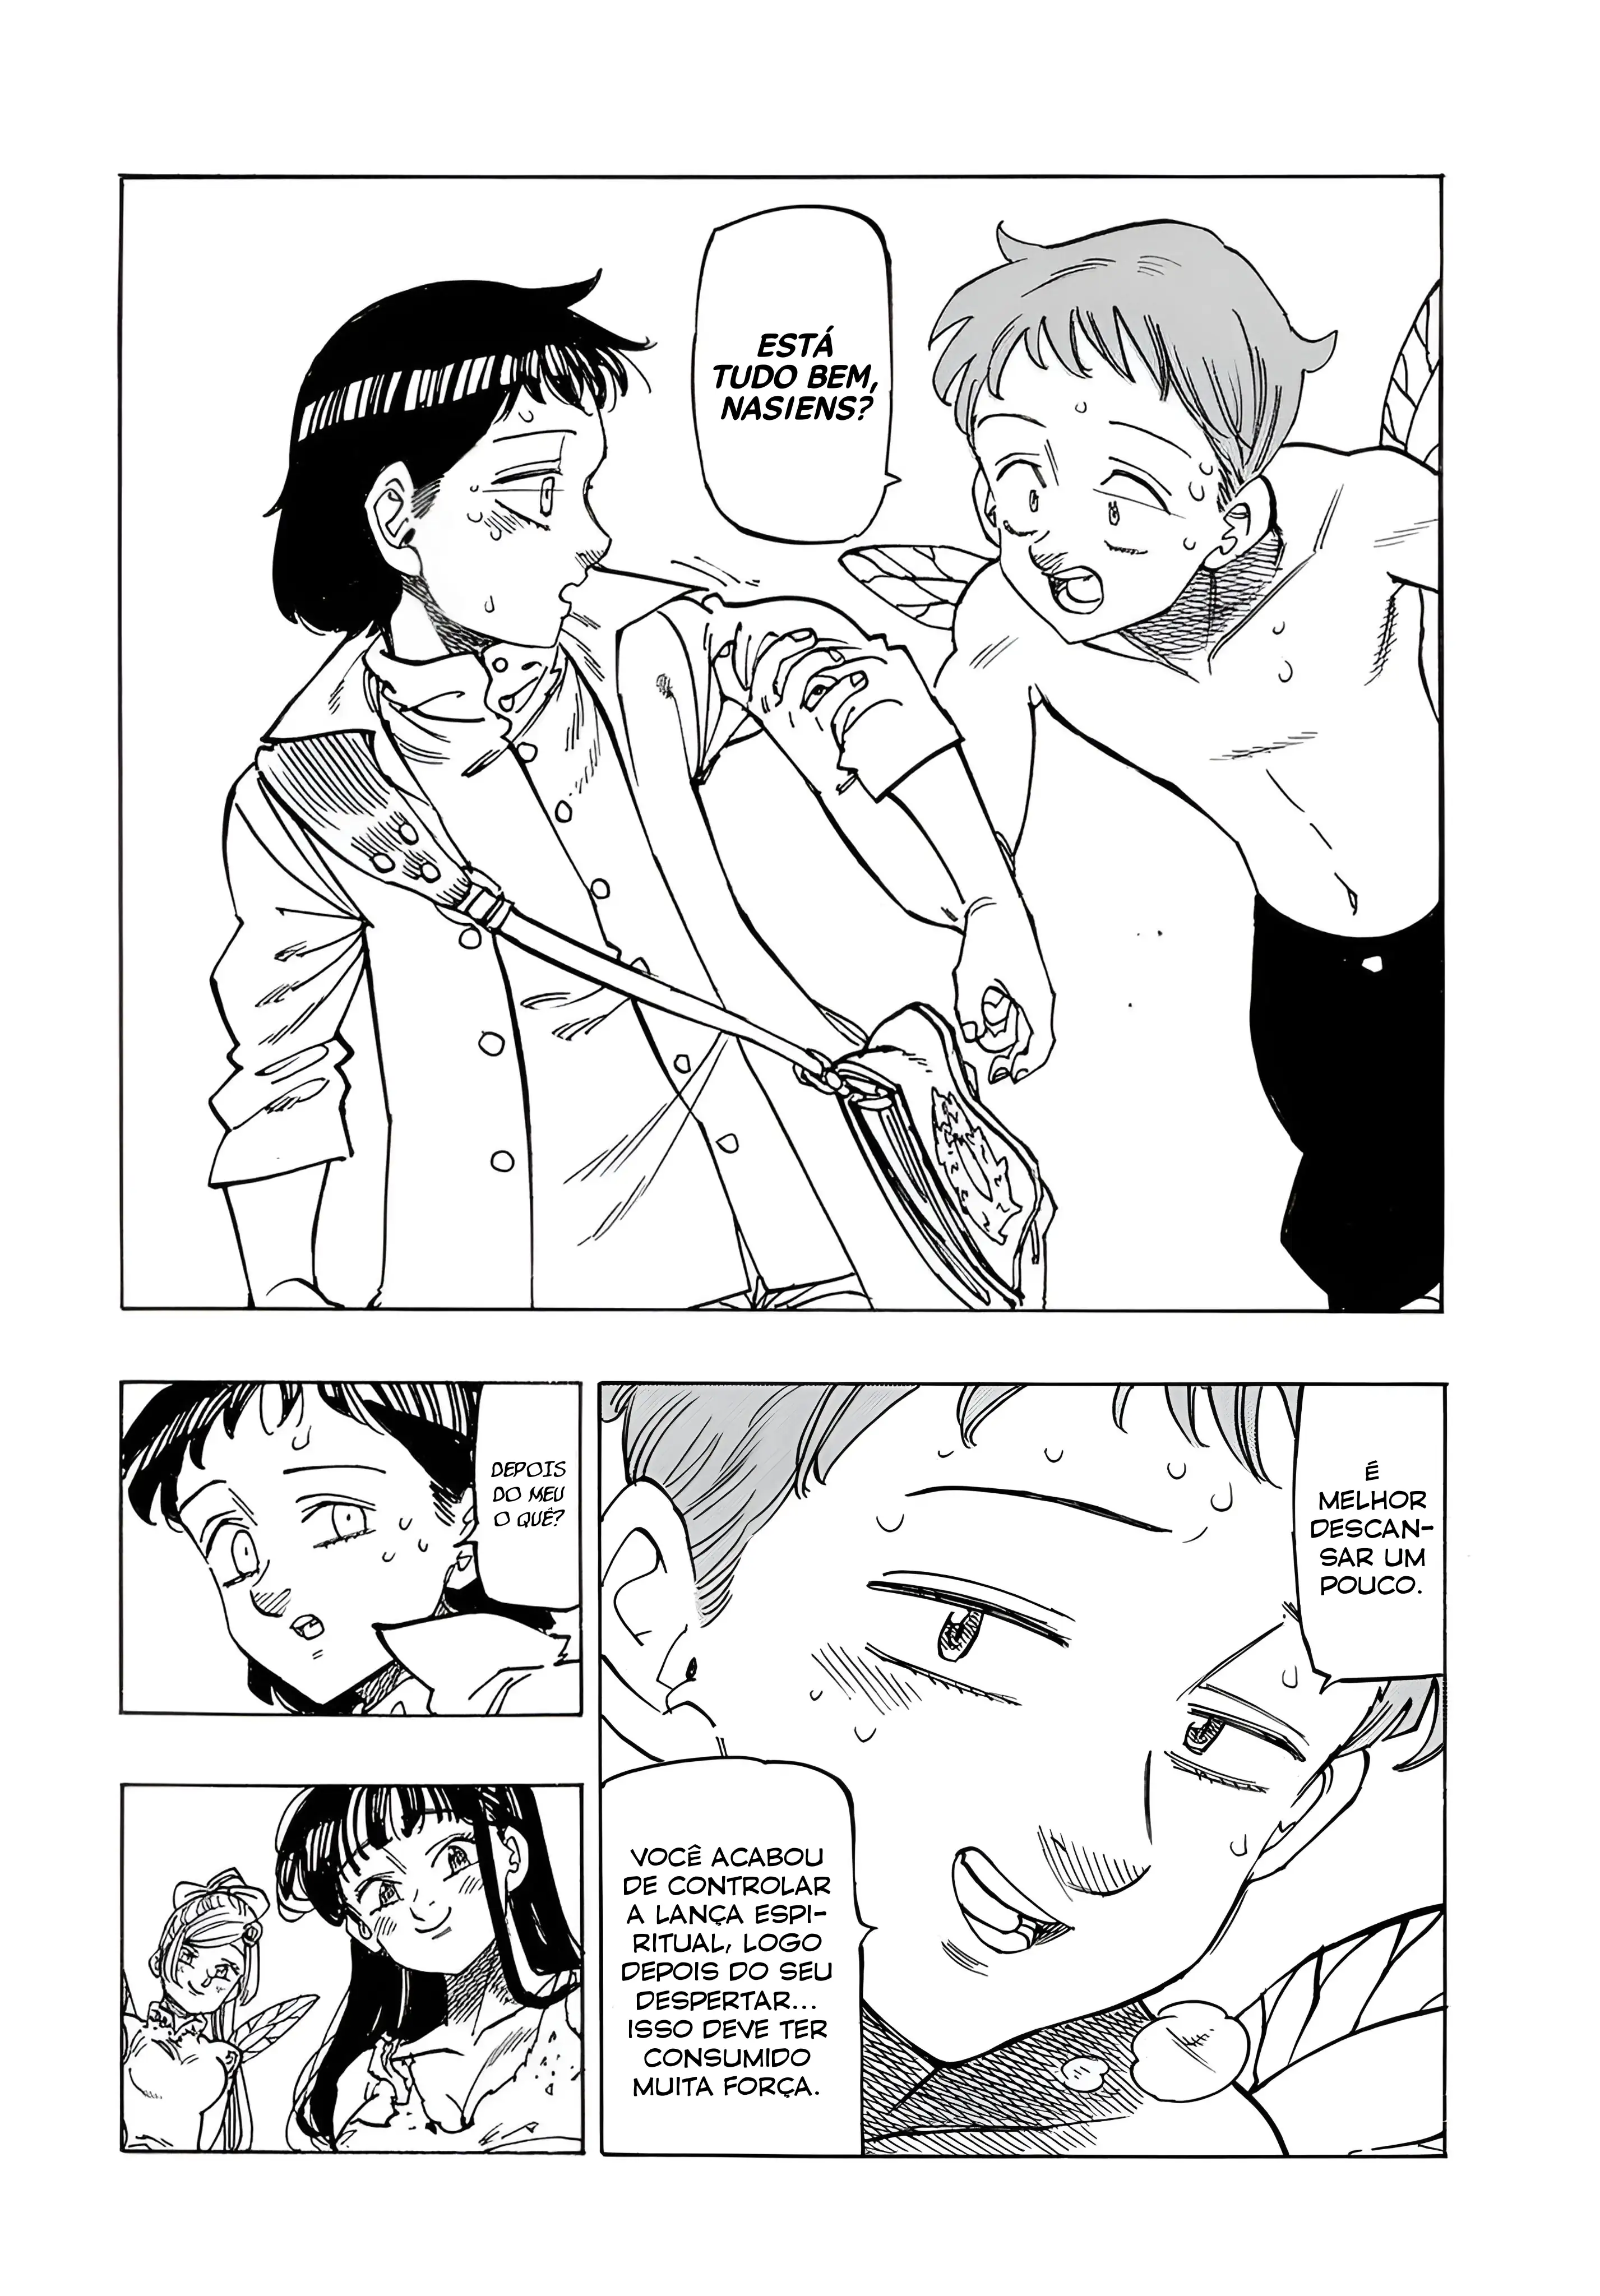 ESTÁ
TUDO BEM,
NASIENS?
É
MELHOR
DESCAN-
SAR UM
POUCO.
VOCÊ ACABOU
DE CONTROLAR
A LANÇA ESPI-
RITUAL, LOGO
DEPOIS DO SEU
DESPERTAR...
ISSO DEVE TER
CONSUMIDO
MUITA FORÇA.
DEPOIS
DO MEU
O QUÊ?